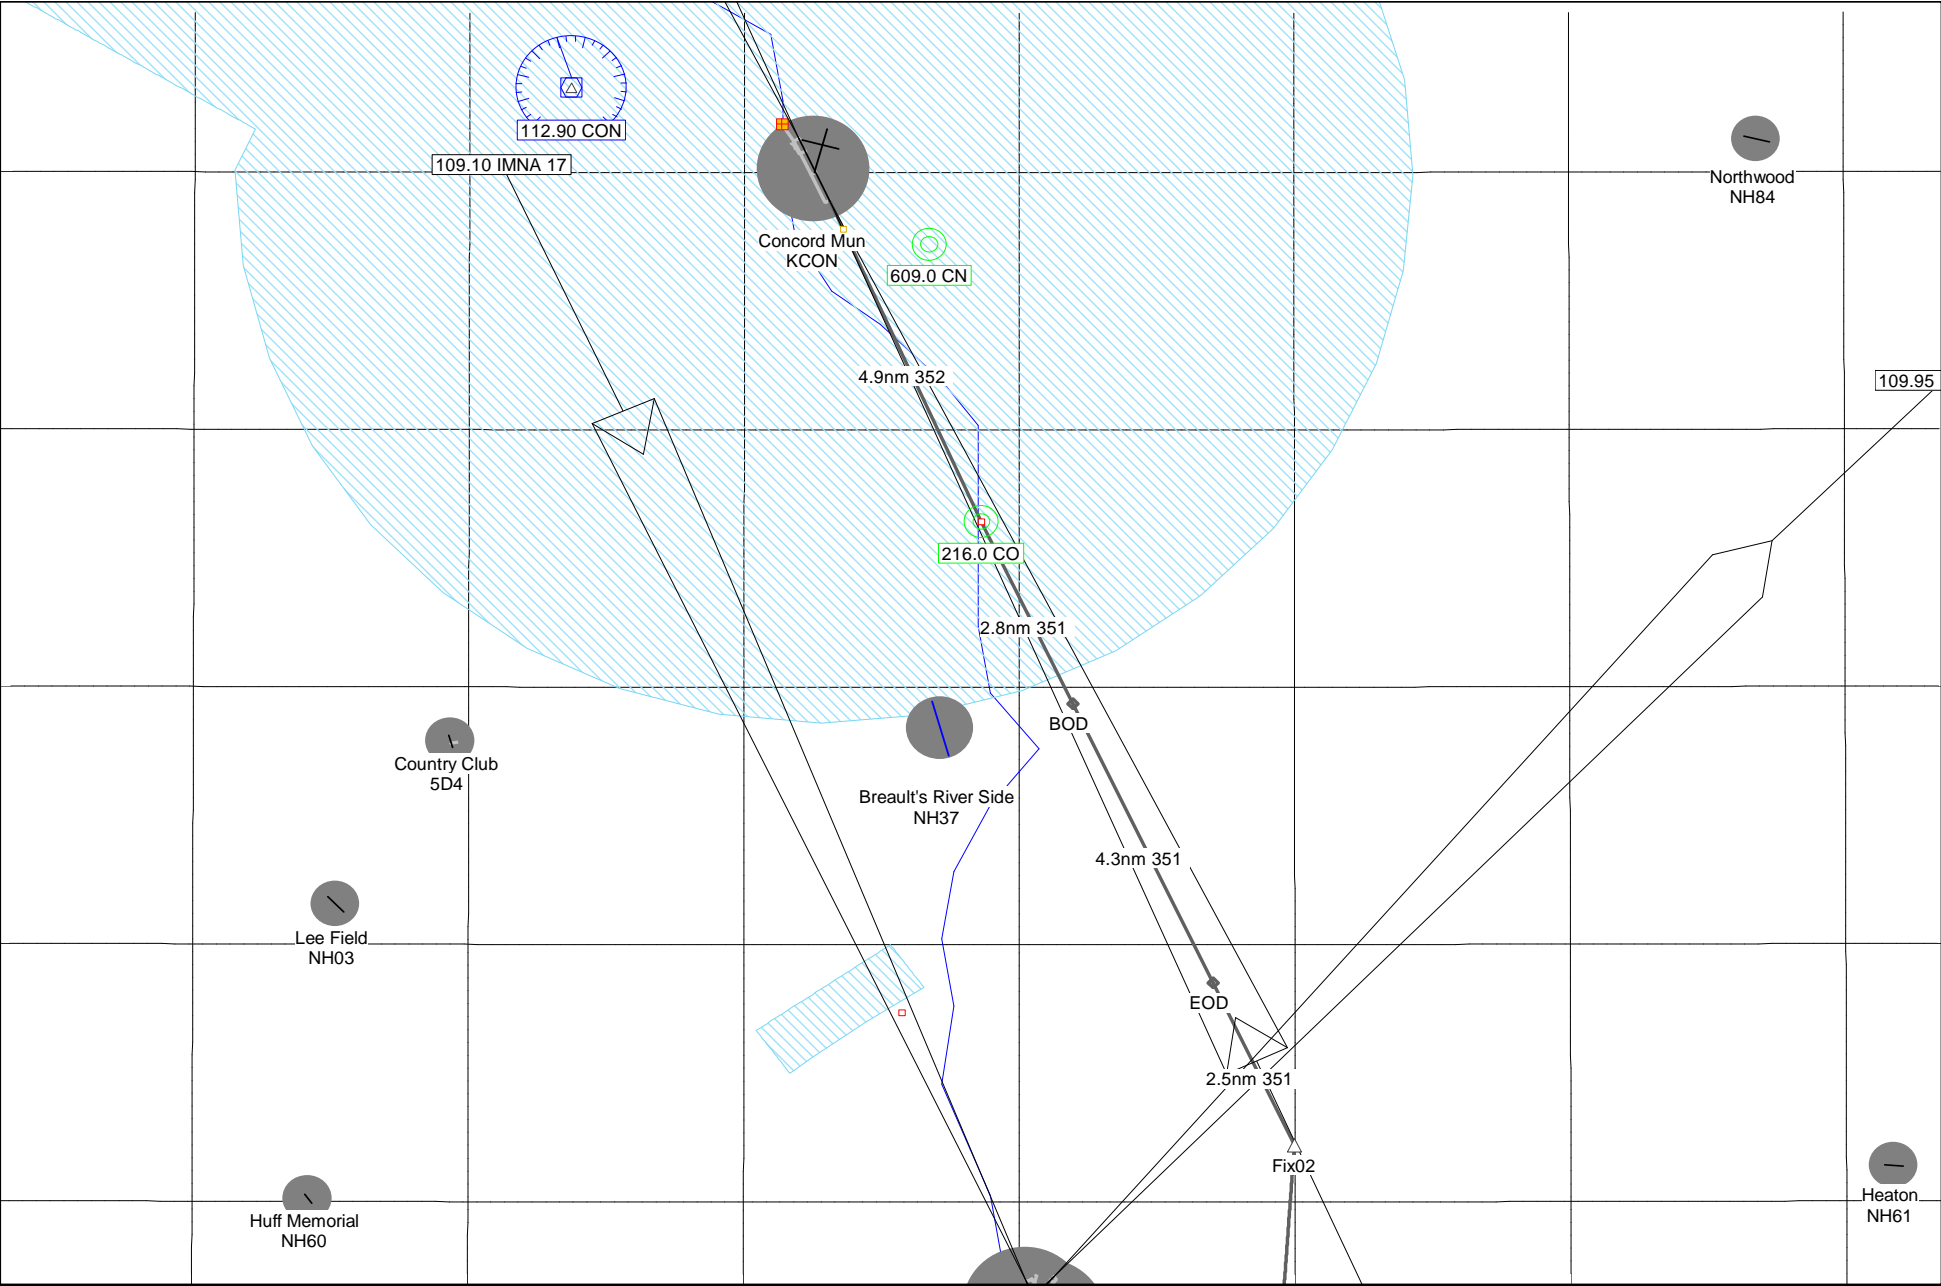 112.90 CON
109.10 IMNA 17
Northwood
NH84
Concord Mun
KCON
609.0 CN
4.9nm 352
109.95
216.0 CO
2.8nm 351
BOD
Country Club
5D4
Breault's River Side
NH37
4.3nm 351
Lee Field
NH03
EOD
2.5nm 351
Fix02
Heaton
NH61
Huff Memorial
NH60